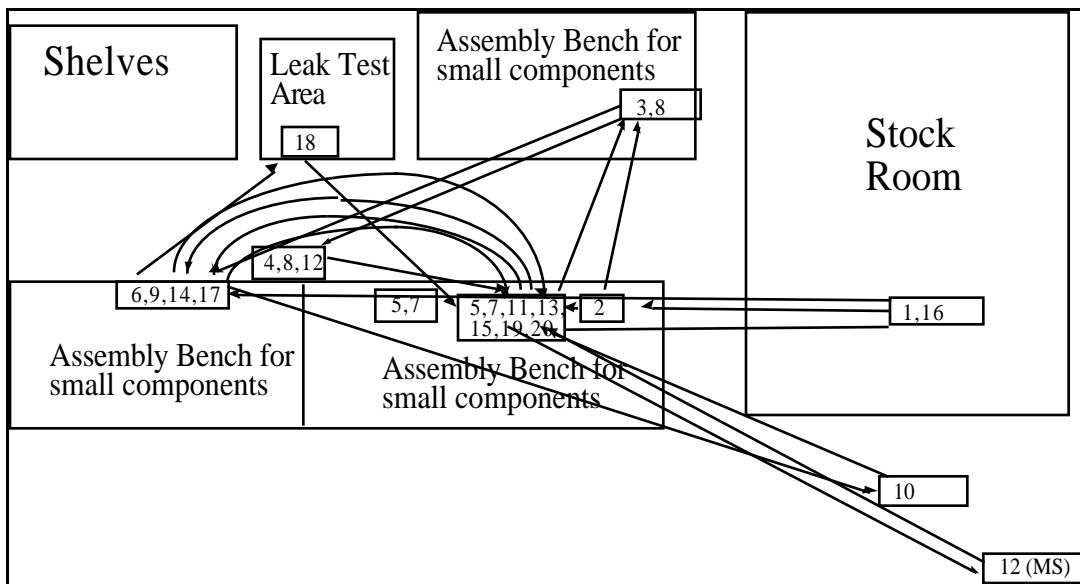 Shelves
Leak Test
Area
18
Assembly Bench for
small components
3,8
Stock
Room
4,8,12
6,9,14,17
5,7
5,7,11,13,
15,19,20
2
1,16
Assembly Bench for
small components
Assembly Bench for
small components
10
12 (MS)